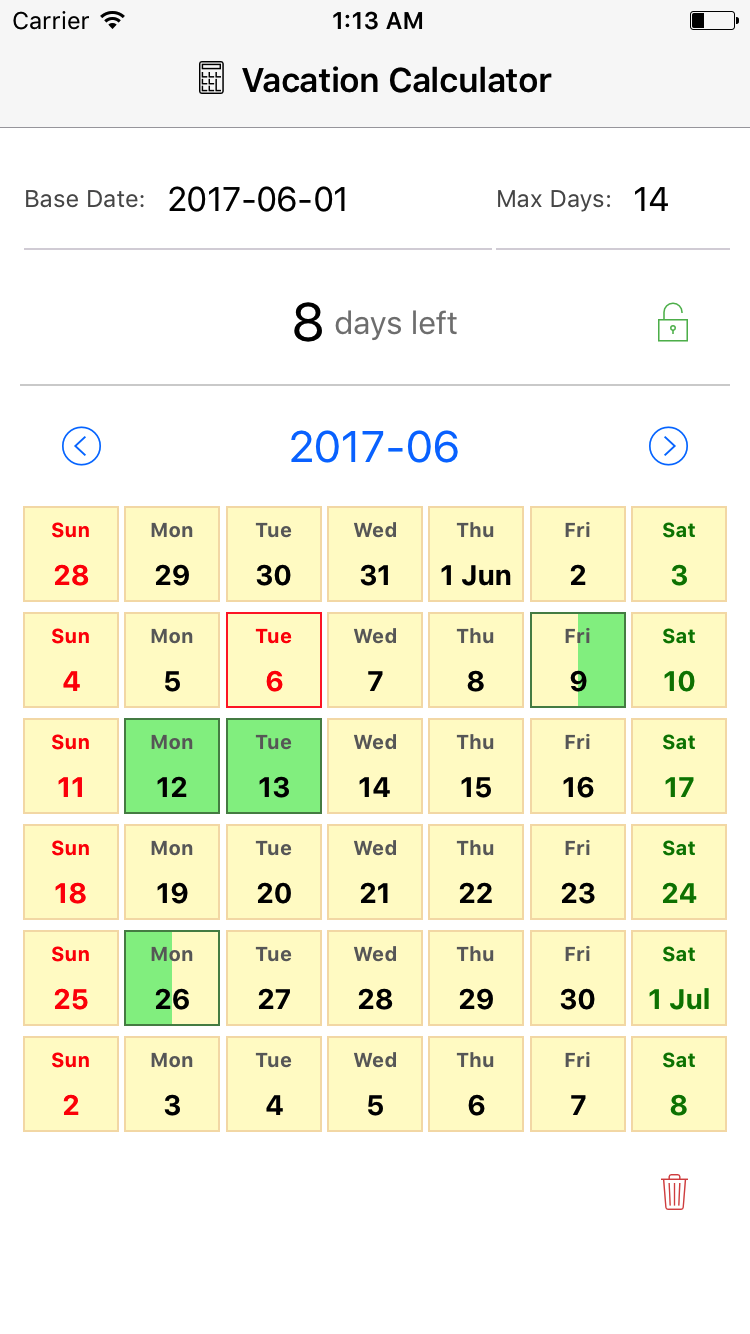 Carrier 1:13 AM
Vacation Calculator
Base Date: 2017-06-01 Max Days: 14
8 days left
2017-06
Sun Mon Tue Wed Thu Fri Sat
28 29 30 31 1 Jun 2 3
Sun Mon Tue Wed Thu Fri Sat
4 5 6 7 8 9 10
Sun Mon Tue Wed Thu Fri Sat
11 12 13 14 15 16 17
Sun Mon Tue Wed Thu Fri Sat
18 19 20 21 22 23 24
Sun Mon Tue Wed Thu Fri Sat
25 26 27 28 29 30 1 Jul
Sun Mon Tue Wed Thu Fri Sat
2 3 4 5 6 7 8